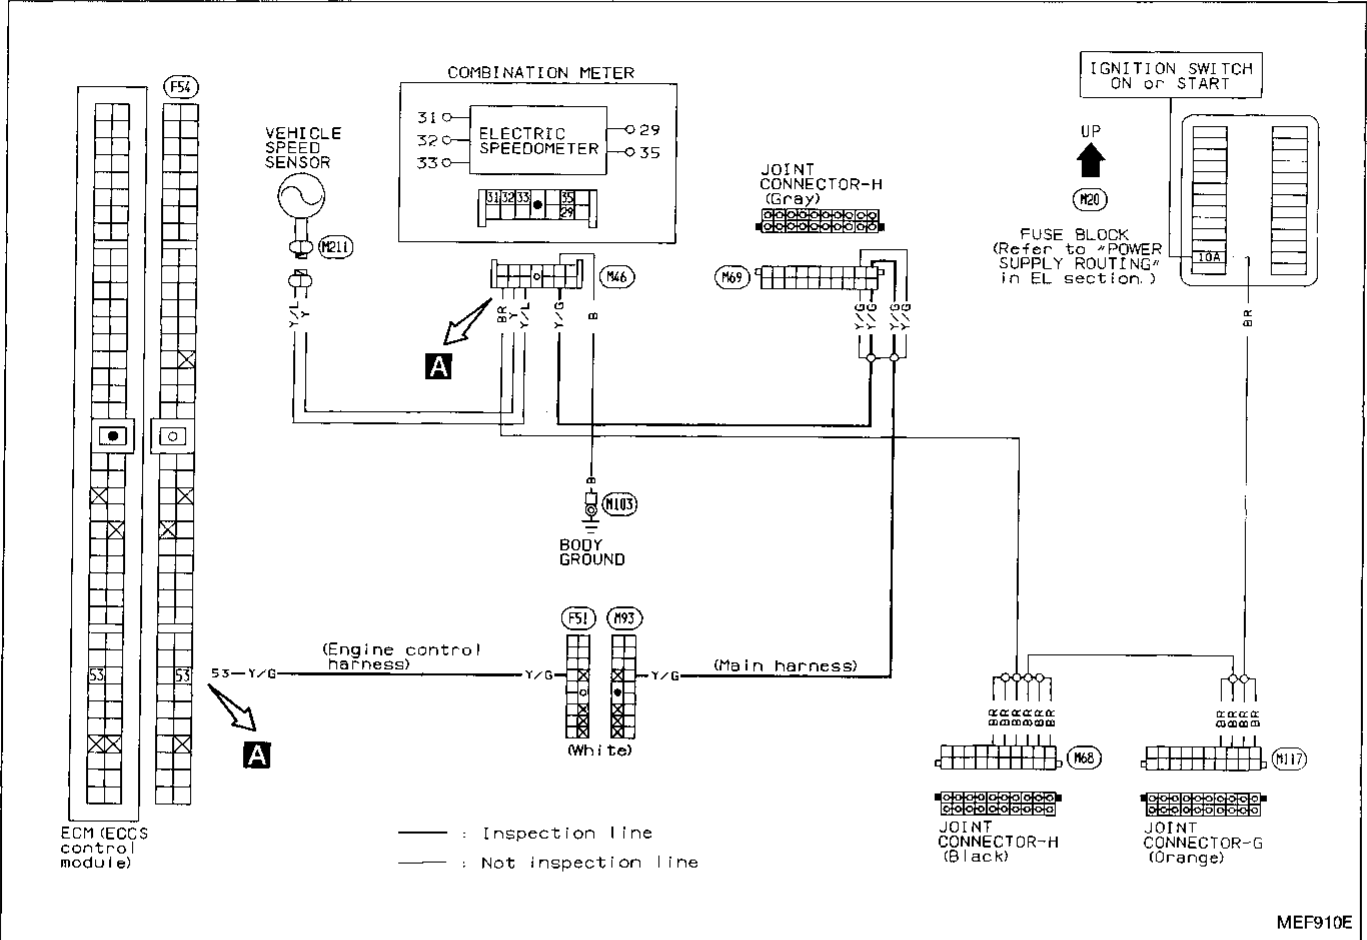 F54
COMBINATION METER
31
32
33
ELECTRIC
SPEEDOMETER
29
35
31 32 33 35
29
VEHICLE
SPEED
SENSOR
M211
Y/L
Y
M46
BR
Y
Y/L
Y/G
B
A
JOINT
CONNECTOR-H
(Gray)
M69
Y/G
Y/G
Y/G
Y/G
IGNITION SWITCH
ON or START
UP
M20
FUSE BLOCK
(Refer to "POWER
SUPPLY ROUTING"
in EL section.)
10A
BR
B
M103
BODY
GROUND
F51
M93
(Engine control
harness)
53 53 53 Y/G
Y/G
Y/G
(Main harness)
(White)
A
BR BR BR BR BR BR
BR BR BR BR
M68
M117
JOINT
CONNECTOR-H
(Black)
JOINT
CONNECTOR-G
(Orange)
ECM (ECCS
control
module)
: Inspection line
: Not inspection line
MEF910E